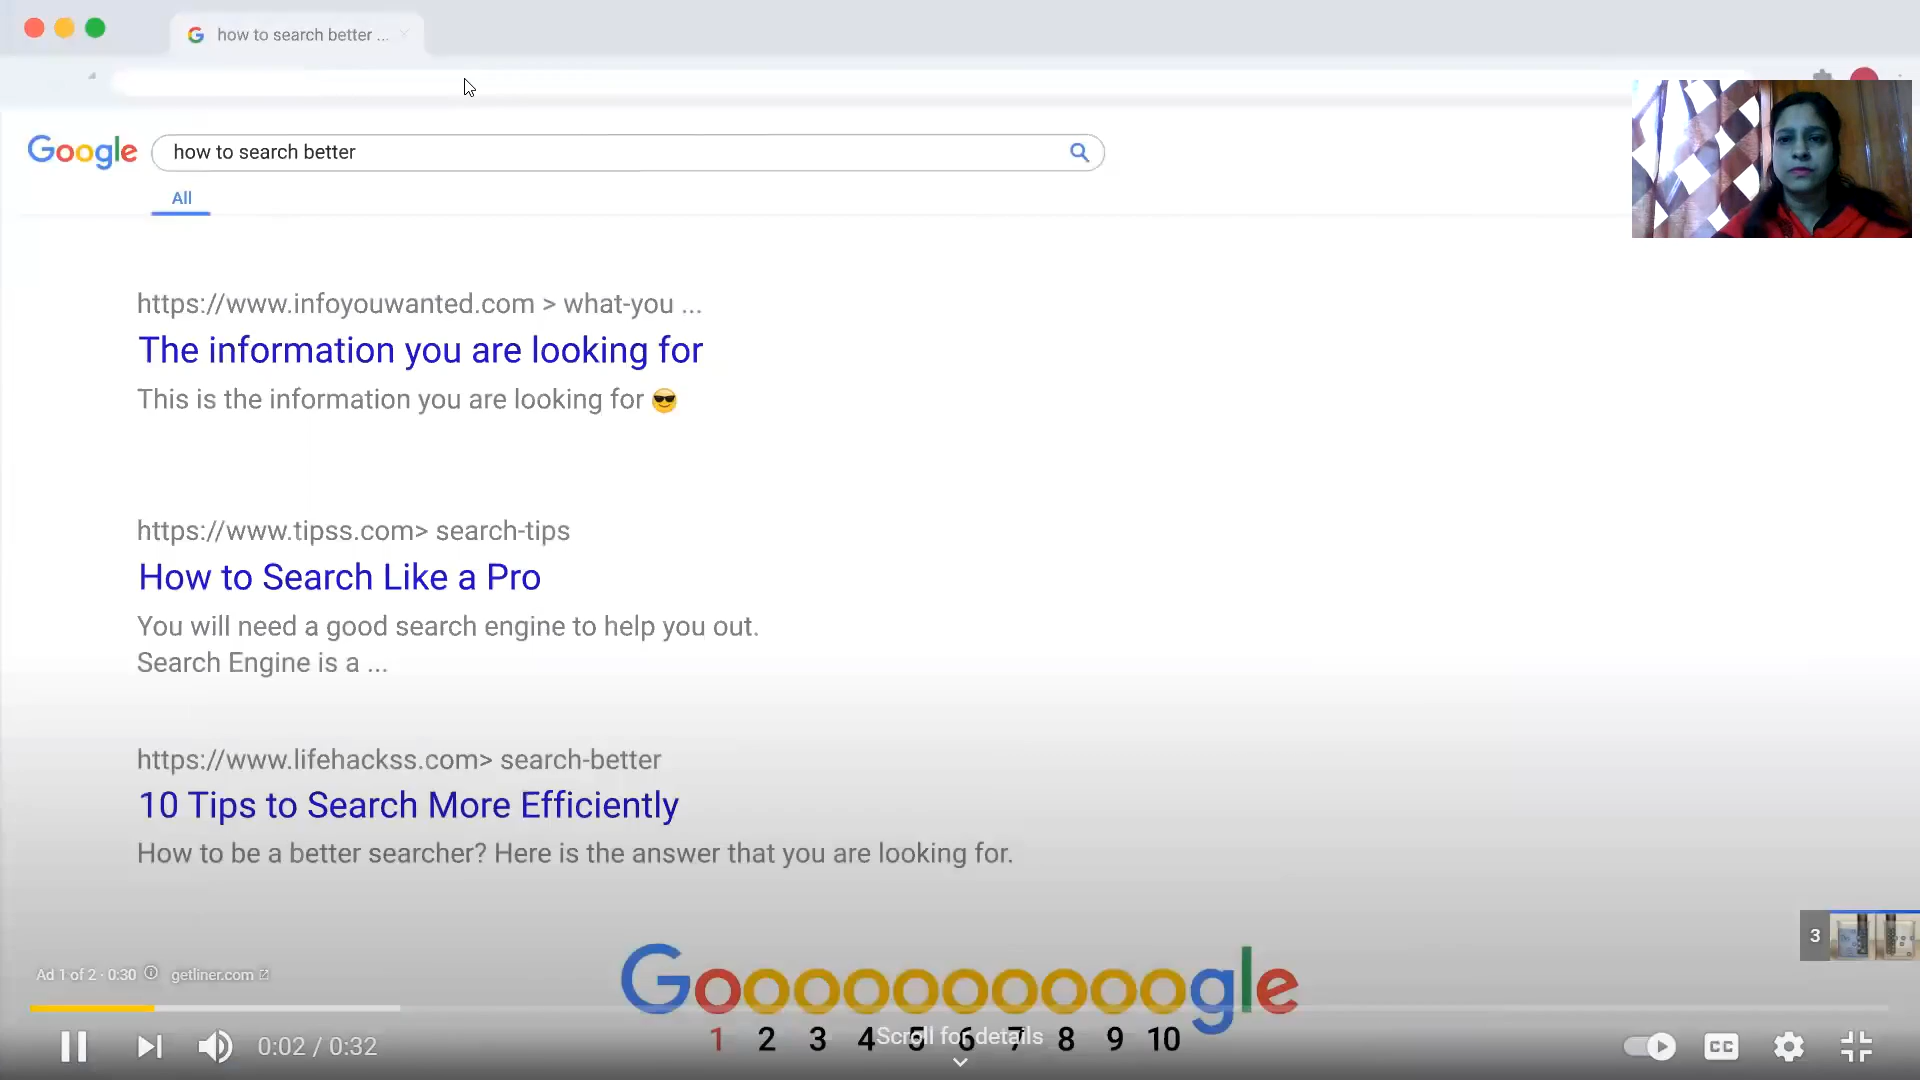 how to search better ...
Google
how to search better
All
https://www.infoyouwanted.com > what-you ...
The information you are looking for
This is the information you are looking for 😎
https://www.tipss.com> search-tips
How to Search Like a Pro
You will need a good search engine to help you out.
Search Engine is a ...
https://www.lifehackss.com> search-better
10 Tips to Search More Efficiently
How to be a better searcher? Here is the answer that you are looking for.
3
Ad 1 of 2 · 0:30 getliner.com
Goooooooooogle
1 2 3 4 5 6 7 8 9 10
Scroll for details
0:02 / 0:32
CC